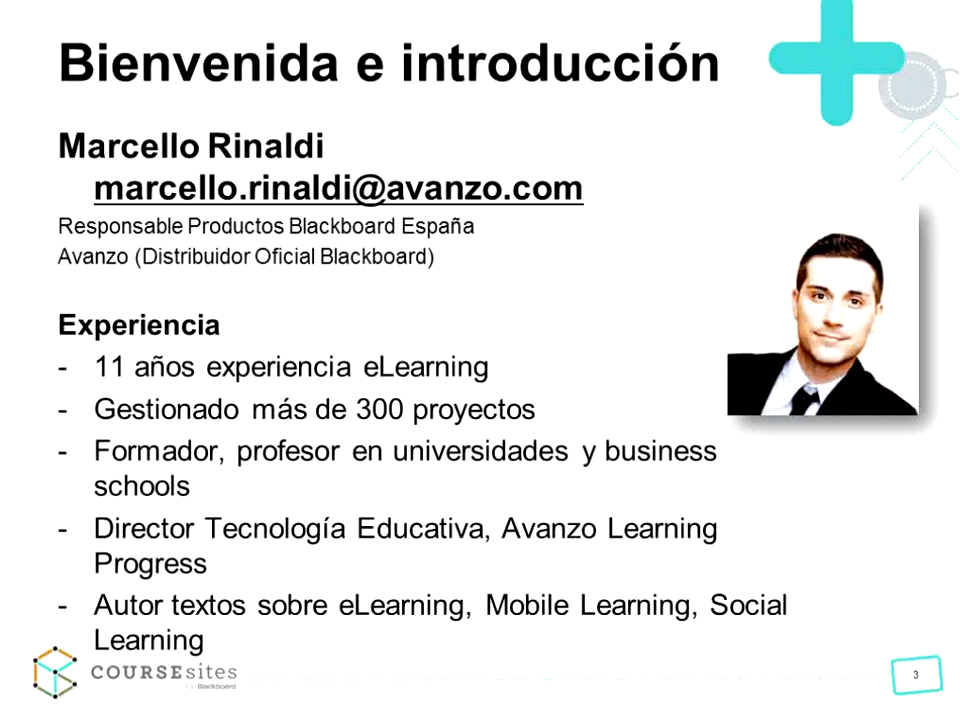 Bienvenida e introducción
Marcello Rinaldi
marcello.rinaldi@avanzo.com
Responsable Productos Blackboard España
Avanzo (Distribuidor Oficial Blackboard)
Experiencia
- 11 años experiencia eLearning
- Gestionado más de 300 proyectos
- Formador, profesor en universidades y business
schools
- Director Tecnología Educativa, Avanzo Learning
Progress
- Autor textos sobre eLearning, Mobile Learning, Social
Learning
COURSEsites
by Blackboard
3